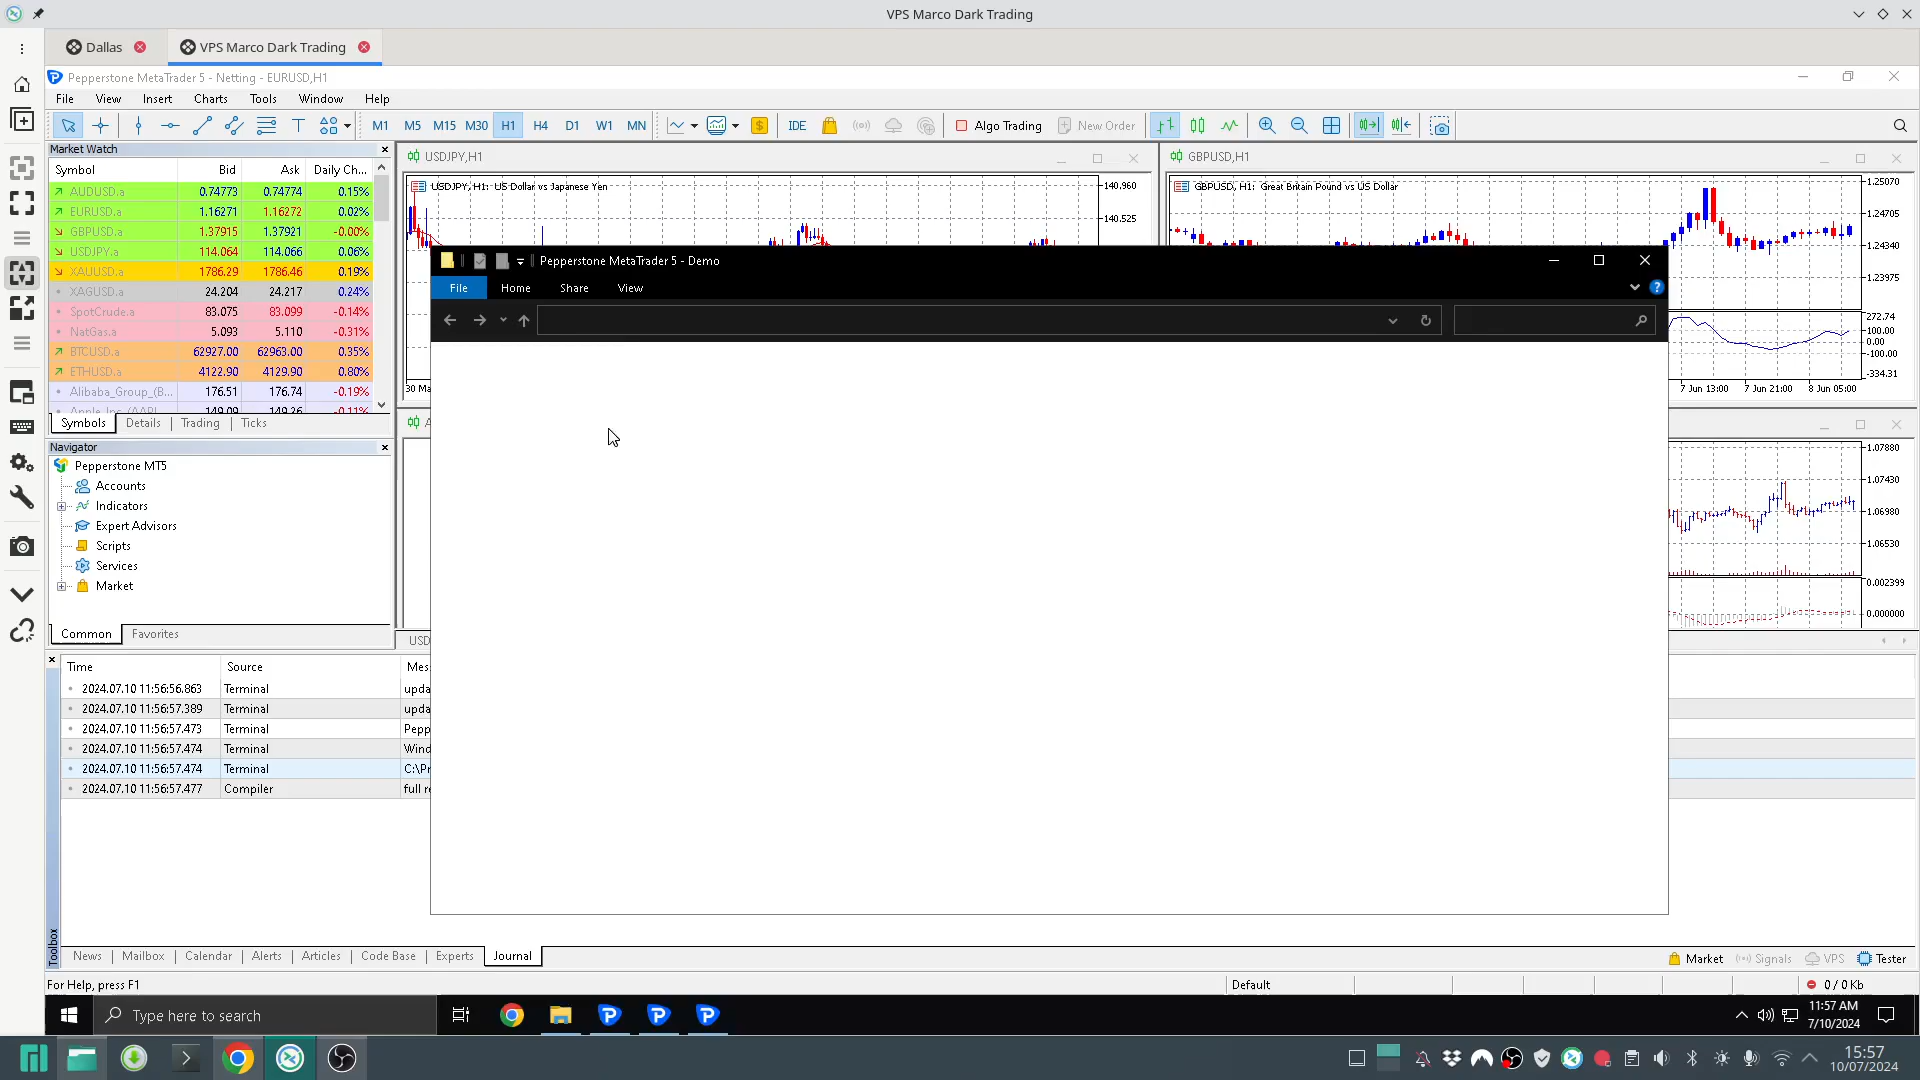 VPS Marco Dark Trading
Dallas
VPS Marco Dark Trading
Pepperstone MetaTrader 5 - Netting - EURUSD,H1
File View Insert Charts Tools Window Help
M1 M5 M15 M30 H1 H4 D1 W1 MN IDE Algo Trading New Order
Market Watch
Symbol Bid Ask Daily Ch...
AUDUSD.a 0.74773 0.74774 0.15%
EURUSD.a 1.16271 1.16272 0.02%
GBPUSD.a 1.37915 1.37921 -0.00%
USDJPY.a 114.064 114.066 0.06%
XAUUSD.a 1786.29 1786.46 0.19%
XAGUSD.a 24.204 24.217 0.24%
SpotCrude.a 83.075 83.099 -0.14%
NatGas.a 5.093 5.110 -0.31%
BTCUSD.a 62927.00 62963.00 0.35%
ETHUSD.a 4122.90 4129.90 0.80%
Alibaba_Group_(B... 176.51 176.74 -0.19%
Symbols Details Trading Ticks
Navigator
Pepperstone MT5
Accounts
Indicators
Expert Advisors
Scripts
Services
Market
Common Favorites
USDJPY,H1
USDJPY, H1: US Dollar vs Japanese Yen
140.960
140.525
30 Ma
GBPUSD,H1
GBPUSD, H1: Great Britain Pound vs US Dollar
1.25070
1.24705
1.24340
1.23975
272.74
100.00
0.00
-100.00
-334.31
7 Jun 13:00 7 Jun 21:00 8 Jun 05:00
Pepperstone MetaTrader 5 - Demo
File Home Share View
A
1.07880
1.07430
1.06980
1.06530
0.002399
0.000000
USD
Time Source Mes
2024.07.10 11:56:56.863 Terminal upda
2024.07.10 11:56:57.389 Terminal upda
2024.07.10 11:56:57.473 Terminal Pepp
2024.07.10 11:56:57.474 Terminal Wind
2024.07.10 11:56:57.474 Terminal C:\Pr
2024.07.10 11:56:57.477 Compiler full re
Toolbox
News Mailbox Calendar Alerts Articles Code Base Experts Journal
Market Signals VPS Tester
For Help, press F1
Default
0 / 0 Kb
Type here to search
11:57 AM
7/10/2024
15:57
10/07/2024